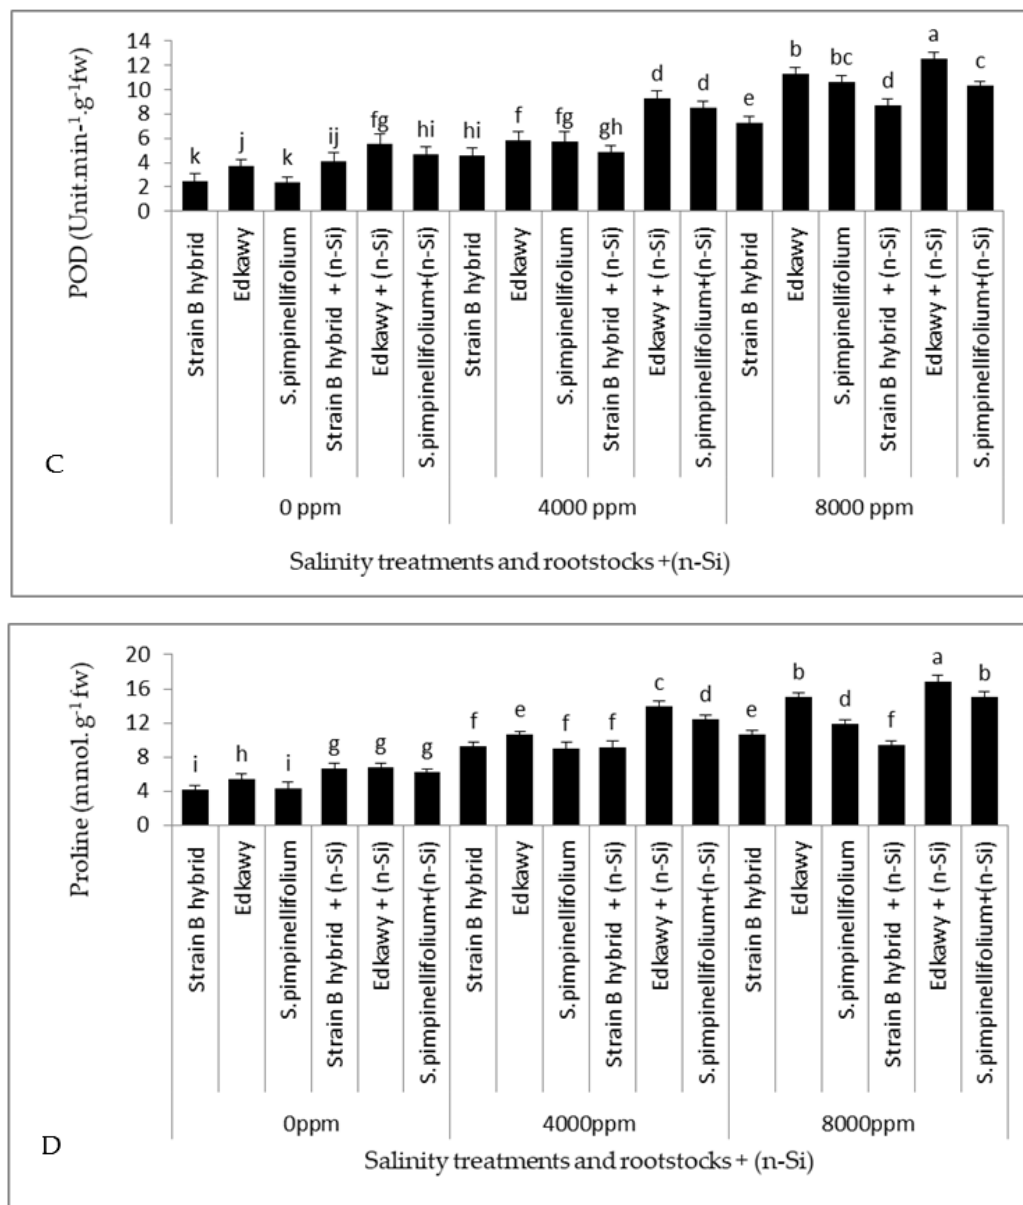 POD (Unit.min-¹.g-¹fw)
14
12
10
8
6
4
2
0
k j k ij fg hi hi f fg gh d d e b bc d a c
Strain B hybrid
Edkawy
S.pimpinellifolium
Strain B hybrid + (n-Si)
Edkawy + (n-Si)
S.pimpinellifolium+(n-Si)
Strain B hybrid
Edkawy
S.pimpinellifolium
Strain B hybrid + (n-Si)
Edkawy + (n-Si)
S.pimpinellifolium+(n-Si)
Strain B hybrid
Edkawy
S.pimpinellifolium
Strain B hybrid + (n-Si)
Edkawy + (n-Si)
S.pimpinellifolium+(n-Si)
C
0 ppm 4000 ppm 8000 ppm
Salinity treatments and rootstocks +(n-Si)
Proline (mmol. g-¹ fw)
20
16
12
8
4
0
i h i g g g f e f f c d e b d f a b
Strain B hybrid
Edkawy
S.pimpinellifolium
Strain B hybrid + (n-Si)
Edkawy + (n-Si)
S.pimpinellifolium+(n-Si)
Strain B hybrid
Edkawy
S.pimpinellifolium
Strain B hybrid + (n-Si)
Edkawy + (n-Si)
S.pimpinellifolium+(n-Si)
Strain B hybrid
Edkawy
S.pimpinellifolium
Strain B hybrid + (n-Si)
Edkawy + (n-Si)
S.pimpinellifolium+(n-Si)
0ppm 4000ppm 8000ppm
D
Salinity treatments and rootstocks + (n-Si)